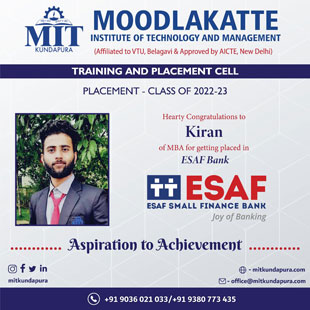 MIT
KUNDAPURA
MOODLAKATTE
INSTITUTE OF TECHNOLOGY AND MANAGEMENT
(Affiliated to VTU, Belagavi & Approved by AICTE, New Delhi)
TRAINING AND PLACEMENT CELL
PLACEMENT - CLASS OF 2022-23
Hearty Congratulations to
Kiran
of MBA for getting placed in
ESAF Bank
ESAF
ESAF SMALL FINANCE BANK
Joy of Banking
Aspiration to Achievement
mitkundapura
- mitkundapura.com
- office@mitkundapura.com
+91 9036 021 033/+91 9380 773 435